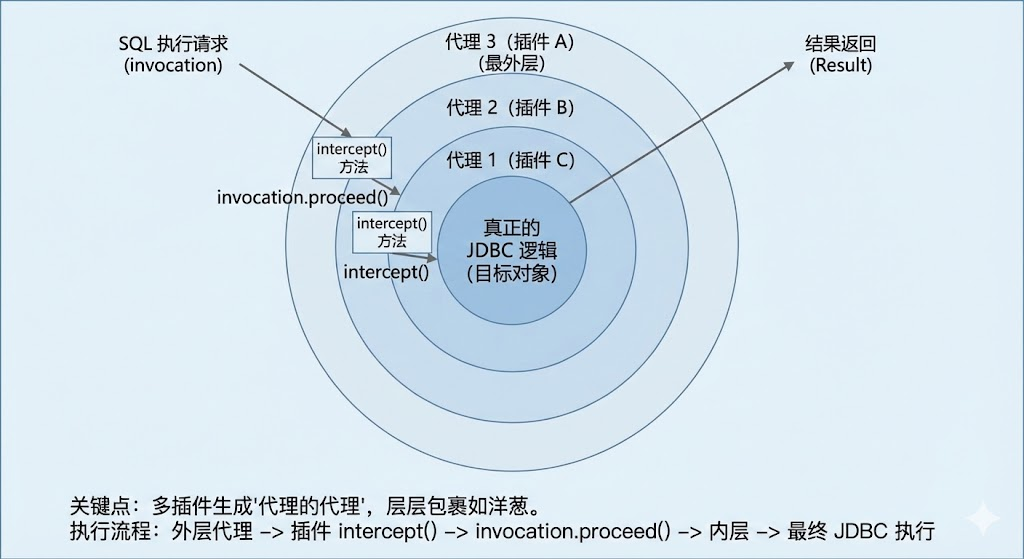 SQL 执行请求
(invocation)
代理 3（插件 A）
(最外层)
结果返回
(Result)
代理 2（插件 B）
intercept()
方法
代理 1（插件 C）
invocation.proceed()
intercept()
方法
intercept()
真正的
JDBC 逻辑
（目标对象）
关键点：多插件生成'代理的代理'，层层包裹如洋葱。
执行流程：外层代理 –> 插件 intercept() –> invocation.proceed() –> 内层 –> 最终 JDBC 执行